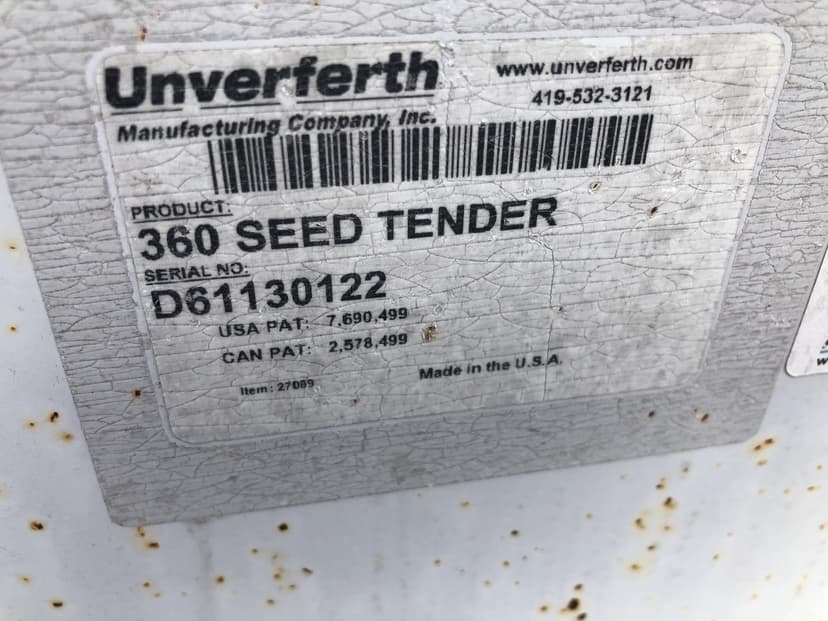 Unverferth
www.unverferth.com
Manufacturing Company, Inc.
419-532-3121
PRODUCT:
360 SEED TENDER
SERIAL NO:
D61130122
USA PAT: 7,690,499
CAN PAT: 2,578,499
Made in the U.S.A.
Item: 27089